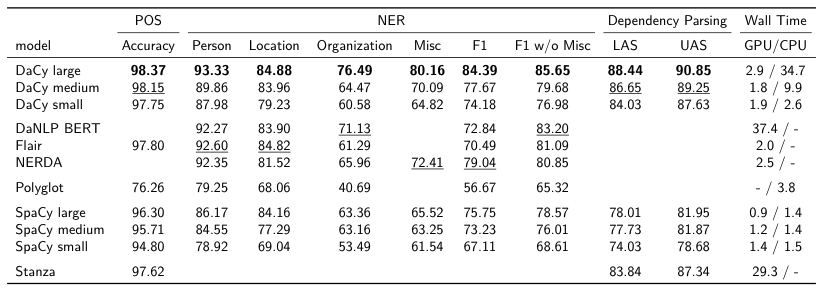 POS NER Dependency Parsing Wall Time
model Accuracy Person Location Organization Misc F1 F1 w/o Misc LAS UAS GPU/CPU
DaCy large 98.37 93.33 84.88 76.49 80.16 84.39 85.65 88.44 90.85 2.9 / 34.7
DaCy medium 98.15 89.86 83.96 64.47 70.09 77.67 79.68 86.65 89.25 1.8 / 9.9
DaCy small 97.75 87.98 79.23 60.58 64.82 74.18 76.98 84.03 87.63 1.9 / 2.6
DaNLP BERT 92.27 83.90 71.13 72.84 83.20 37.4 / -
Flair 97.80 92.60 84.82 61.29 70.49 81.09 2.0 / -
NERDA 92.35 81.52 65.96 72.41 79.04 80.85 2.5 / -
Polyglot 76.26 79.25 68.06 40.69 56.67 65.32 - / 3.8
SpaCy large 96.30 86.17 84.16 63.36 65.52 75.75 78.57 78.01 81.95 0.9 / 1.4
SpaCy medium 95.71 84.55 77.29 63.16 63.25 73.23 76.01 77.73 81.87 1.2 / 1.4
SpaCy small 94.80 78.92 69.04 53.49 61.54 67.11 68.61 74.03 78.68 1.4 / 1.5
Stanza 97.62 83.84 87.34 29.3 / -